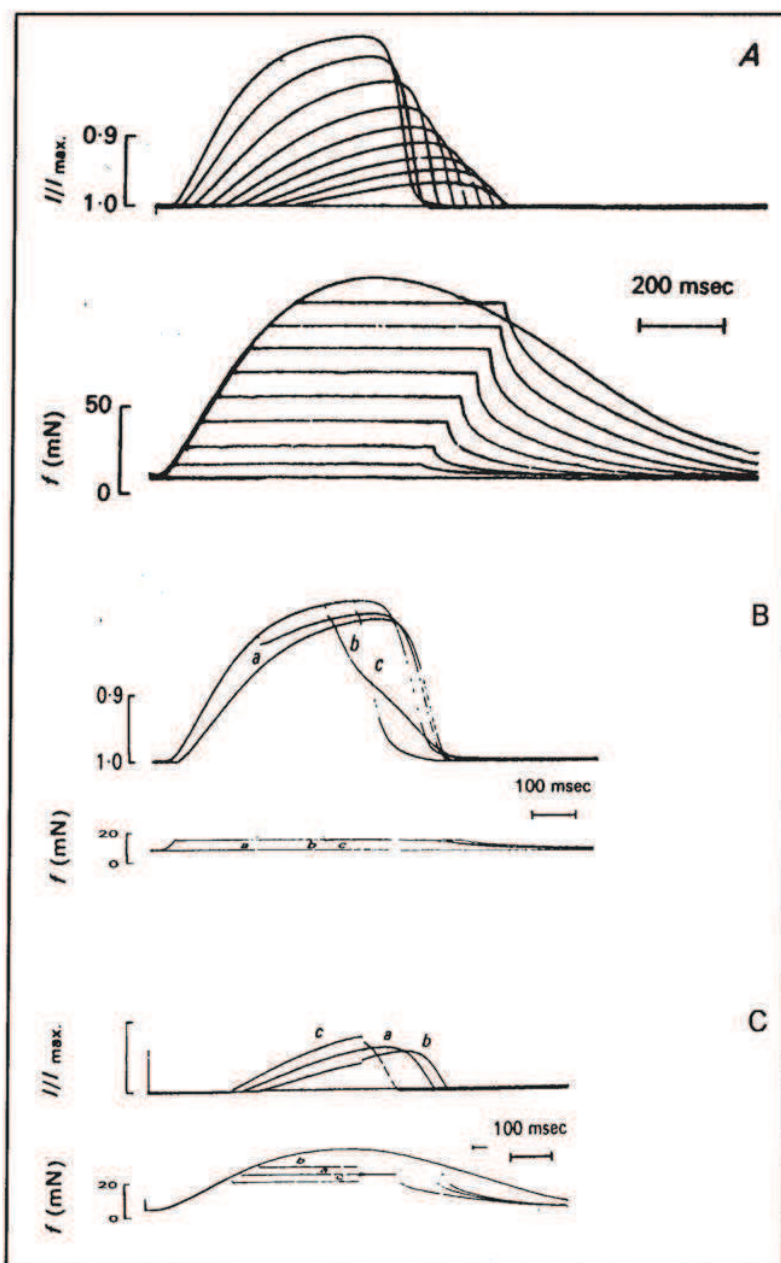 A
l/l max.
0·9
1·0
200 msec
f (mN)
50
0
B
a
b
c
0·9
1·0
100 msec
f (mN)
20
0
a b c
C
l/l max.
c a b
100 msec
f (mN)
20
0
b
a
c